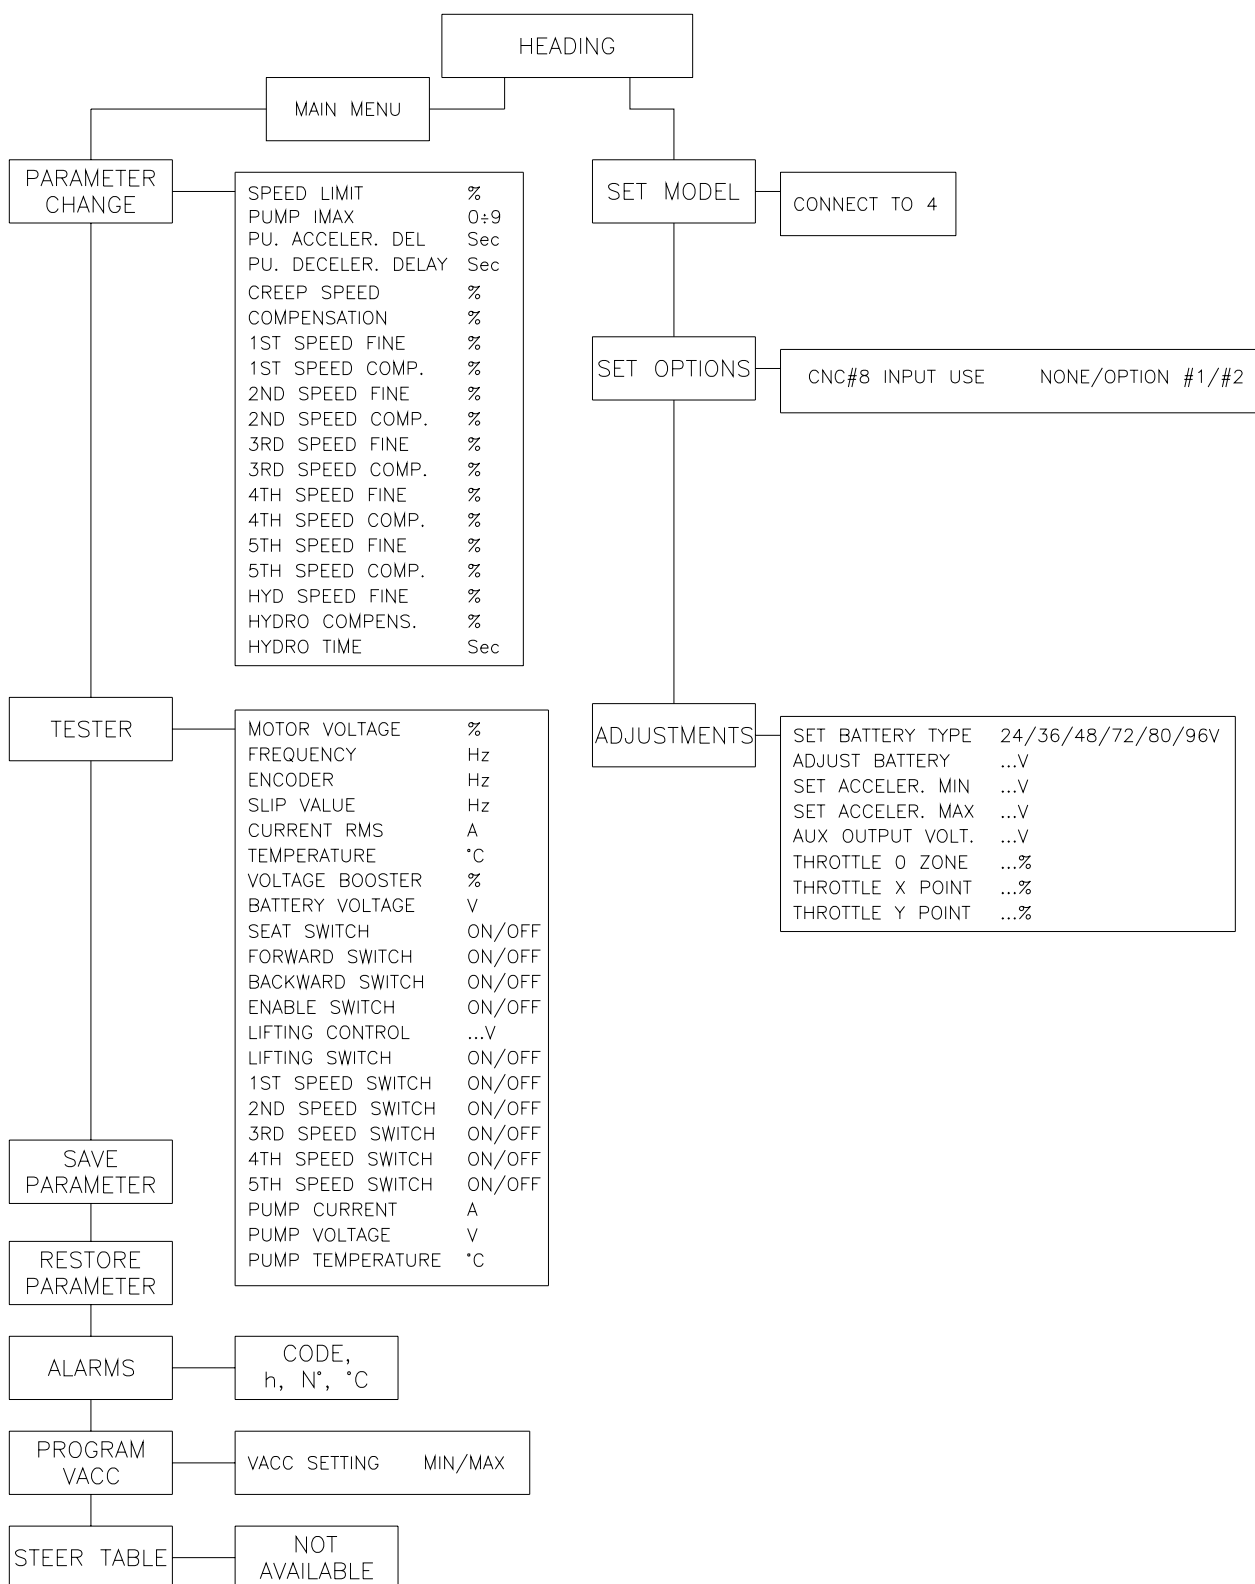 HEADING
MAIN MENU
PARAMETER
CHANGE
SPEED LIMIT %
PUMP IMAX 0÷9
PU. ACCELER. DEL Sec
PU. DECELER. DELAY Sec
CREEP SPEED %
COMPENSATION %
1ST SPEED FINE %
1ST SPEED COMP. %
2ND SPEED FINE %
2ND SPEED COMP. %
3RD SPEED FINE %
3RD SPEED COMP. %
4TH SPEED FINE %
4TH SPEED COMP. %
5TH SPEED FINE %
5TH SPEED COMP. %
HYD SPEED FINE %
HYDRO COMPENS. %
HYDRO TIME Sec
TESTER
MOTOR VOLTAGE %
FREQUENCY Hz
ENCODER Hz
SLIP VALUE Hz
CURRENT RMS A
TEMPERATURE °C
VOLTAGE BOOSTER %
BATTERY VOLTAGE V
SEAT SWITCH ON/OFF
FORWARD SWITCH ON/OFF
BACKWARD SWITCH ON/OFF
ENABLE SWITCH ON/OFF
LIFTING CONTROL ...V
LIFTING SWITCH ON/OFF
1ST SPEED SWITCH ON/OFF
2ND SPEED SWITCH ON/OFF
3RD SPEED SWITCH ON/OFF
4TH SPEED SWITCH ON/OFF
5TH SPEED SWITCH ON/OFF
PUMP CURRENT A
PUMP VOLTAGE V
PUMP TEMPERATURE °C
SAVE
PARAMETER
RESTORE
PARAMETER
ALARMS
CODE,
h, N°, °C
PROGRAM
VACC
VACC SETTING MIN/MAX
STEER TABLE
NOT
AVAILABLE
SET MODEL
CONNECT TO 4
SET OPTIONS
CNC#8 INPUT USE NONE/OPTION #1/#2
ADJUSTMENTS
SET BATTERY TYPE 24/36/48/72/80/96V
ADJUST BATTERY ...V
SET ACCELER. MIN ...V
SET ACCELER. MAX ...V
AUX OUTPUT VOLT. ...V
THROTTLE 0 ZONE ...%
THROTTLE X POINT ...%
THROTTLE Y POINT ...%